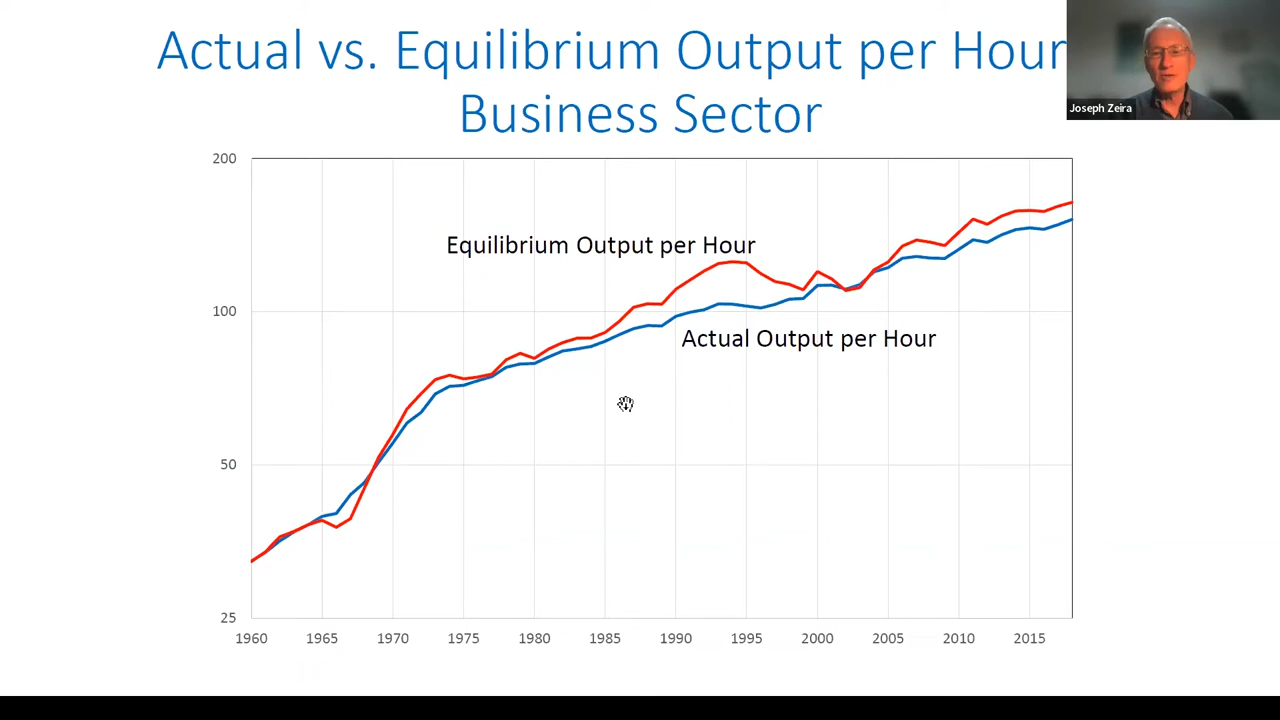 Actual vs. Equilibrium Output per Hour
Business Sector
Joseph Zeira
200
Equilibrium Output per Hour
100
Actual Output per Hour
50
25
1960 1965 1970 1975 1980 1985 1990 1995 2000 2005 2010 2015